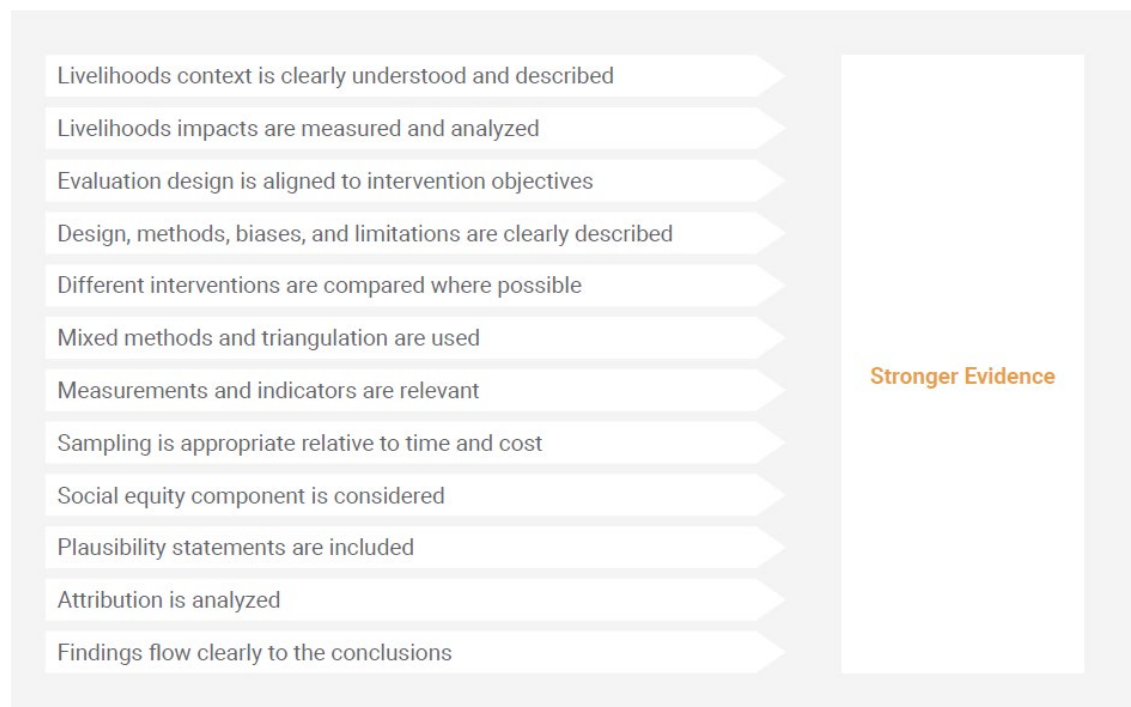 Livelihoods context is clearly understood and described
Livelihoods impacts are measured and analyzed
Evaluation design is aligned to intervention objectives
Design, methods, biases, and limitations are clearly described
Different interventions are compared where possible
Mixed methods and triangulation are used
Measurements and indicators are relevant
Sampling is appropriate relative to time and cost
Social equity component is considered
Plausibility statements are included
Attribution is analyzed
Findings flow clearly to the conclusions
Stronger Evidence